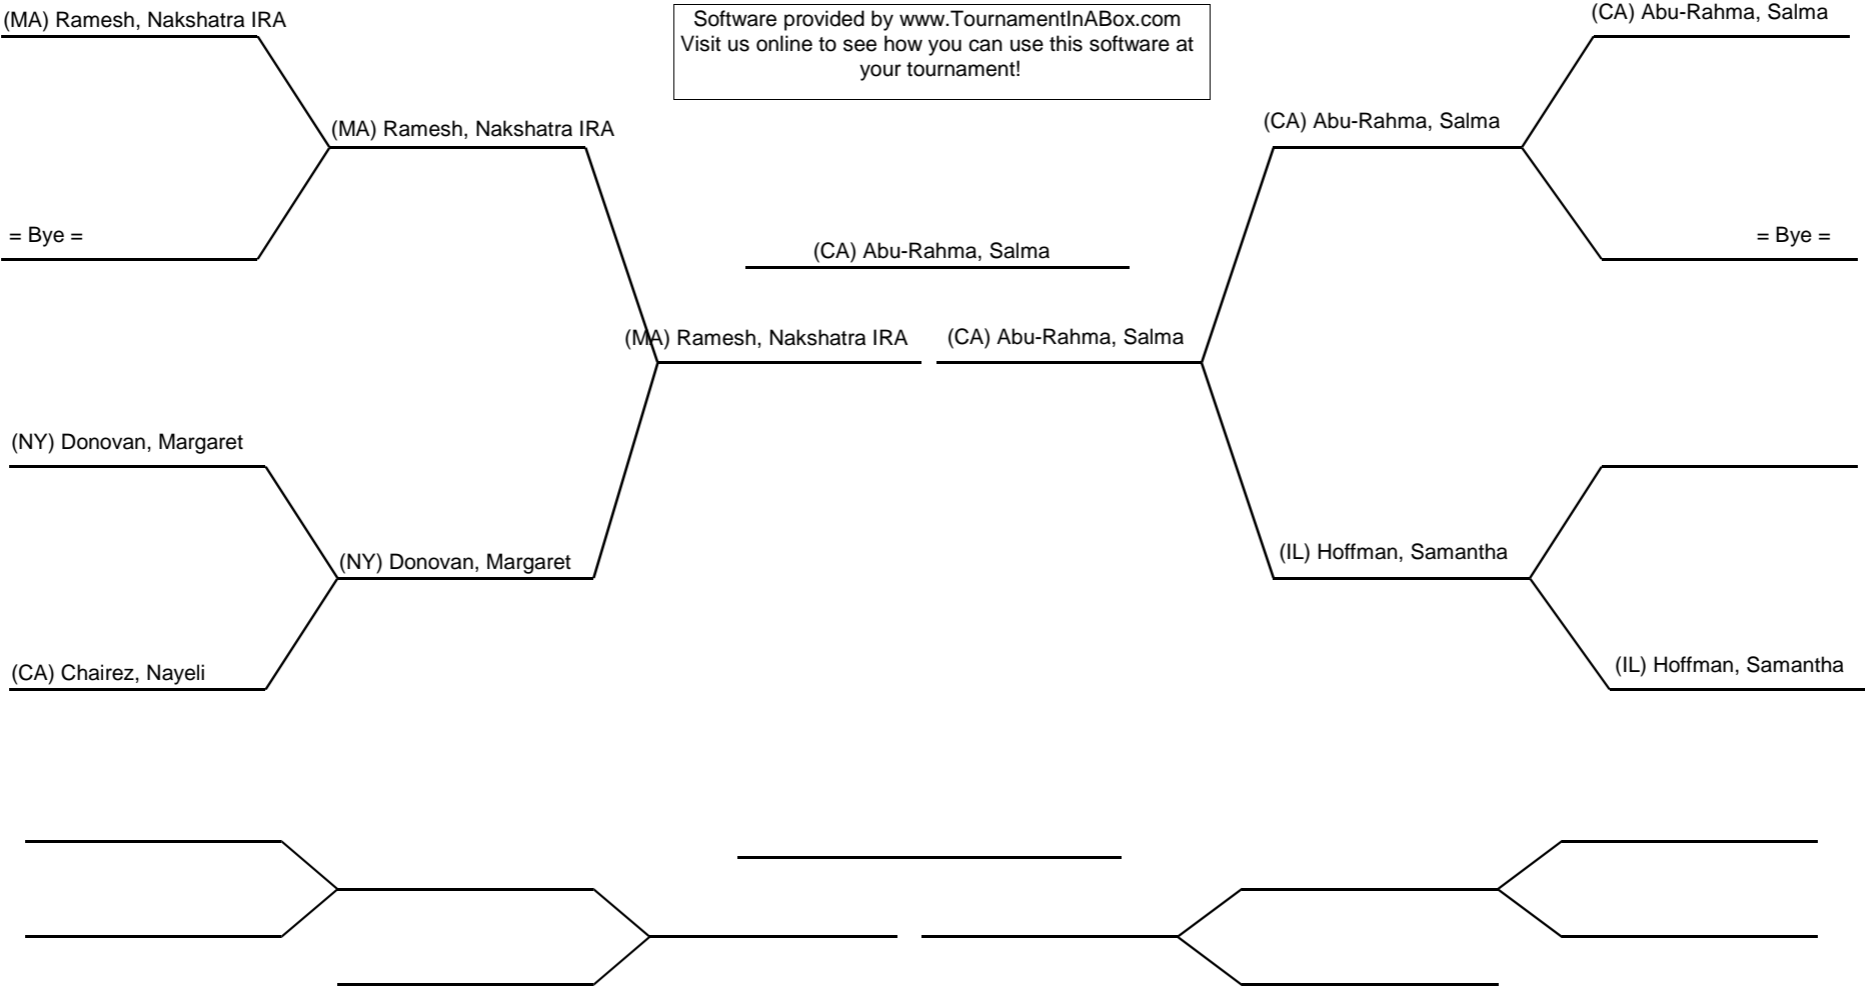 (MA) Ramesh, Nakshatra IRA
Software provided by www.TournamentInABox.com
Visit us online to see how you can use this software at
your tournament!
(CA) Abu-Rahma, Salma
(MA) Ramesh, Nakshatra IRA
(CA) Abu-Rahma, Salma
= Bye =
(CA) Abu-Rahma, Salma
= Bye =
(MA) Ramesh, Nakshatra IRA
(CA) Abu-Rahma, Salma
(NY) Donovan, Margaret
(NY) Donovan, Margaret
(IL) Hoffman, Samantha
(CA) Chairez, Nayeli
(IL) Hoffman, Samantha